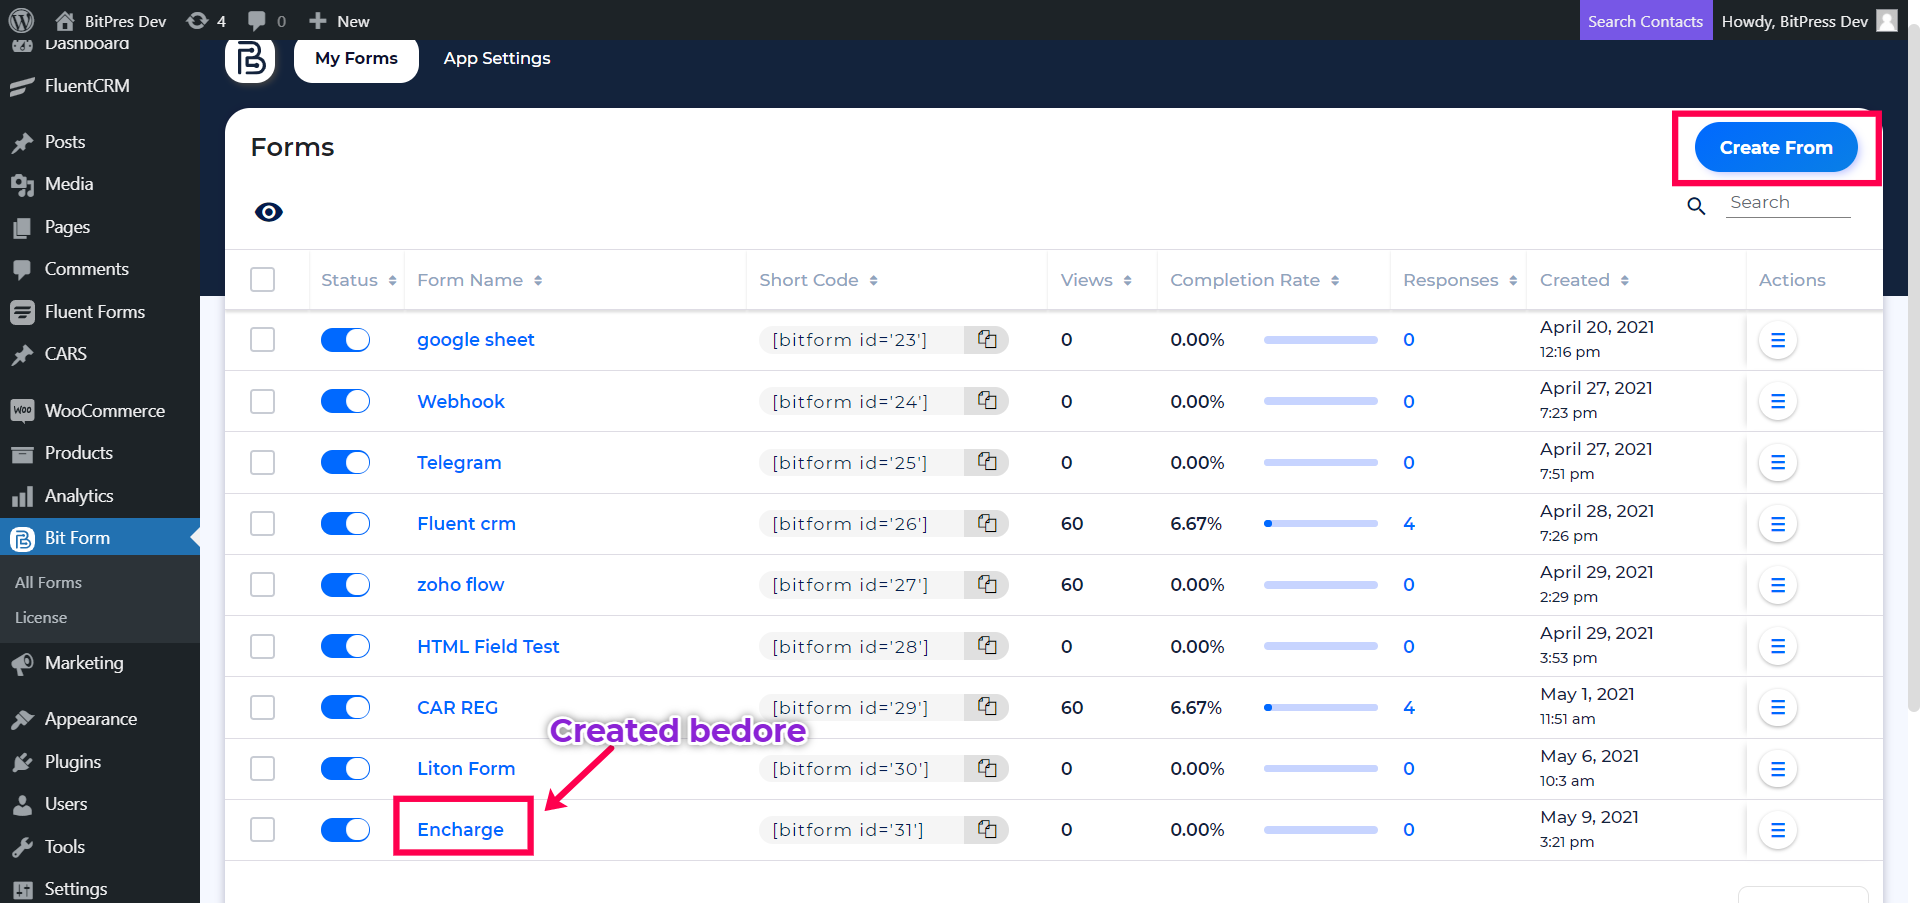 BitPres Dev 4 0 New Search Contacts Howdy, BitPress Dev
Dashboard
FluentCRM
Posts
Media
Pages
Comments
Fluent Forms
CARS
WooCommerce
Products
Analytics
Bit Form
All Forms
License
Marketing
Appearance
Plugins
Users
Tools
Settings
My Forms App Settings
Forms
Create From
Search
Status Form Name Short Code Views Completion Rate Responses Created Actions
google sheet [bitform id='23'] 0 0.00% 0 April 20, 2021
12:16 pm
Webhook [bitform id='24'] 0 0.00% 0 April 27, 2021
7:23 pm
Telegram [bitform id='25'] 0 0.00% 0 April 27, 2021
7:51 pm
Fluent crm [bitform id='26'] 60 6.67% 4 April 28, 2021
7:26 pm
zoho flow [bitform id='27'] 60 0.00% 0 April 29, 2021
2:29 pm
HTML Field Test [bitform id='28'] 0 0.00% 0 April 29, 2021
3:53 pm
CAR REG [bitform id='29'] 60 6.67% 4 May 1, 2021
11:51 am
Created bedore
Liton Form [bitform id='30'] 0 0.00% 0 May 6, 2021
10:3 am
Encharge [bitform id='31'] 0 0.00% 0 May 9, 2021
3:21 pm